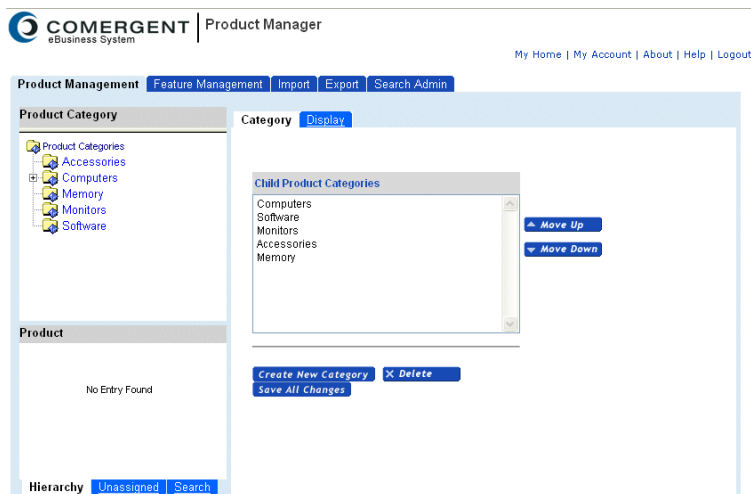 COMERGENT
eBusiness System
Product Manager
My Home | My Account | About | Help | Logout
Product Management Feature Management Import Export Search Admin
Product Category
Product Categories
Accessories
Computers
Memory
Monitors
Software
Product
No Entry Found
Hierarchy Unassigned Search
Category Display
Child Product Categories
Computers
Software
Monitors
Accessories
Memory
Move Up
Move Down
Create New Category X Delete
Save All Changes